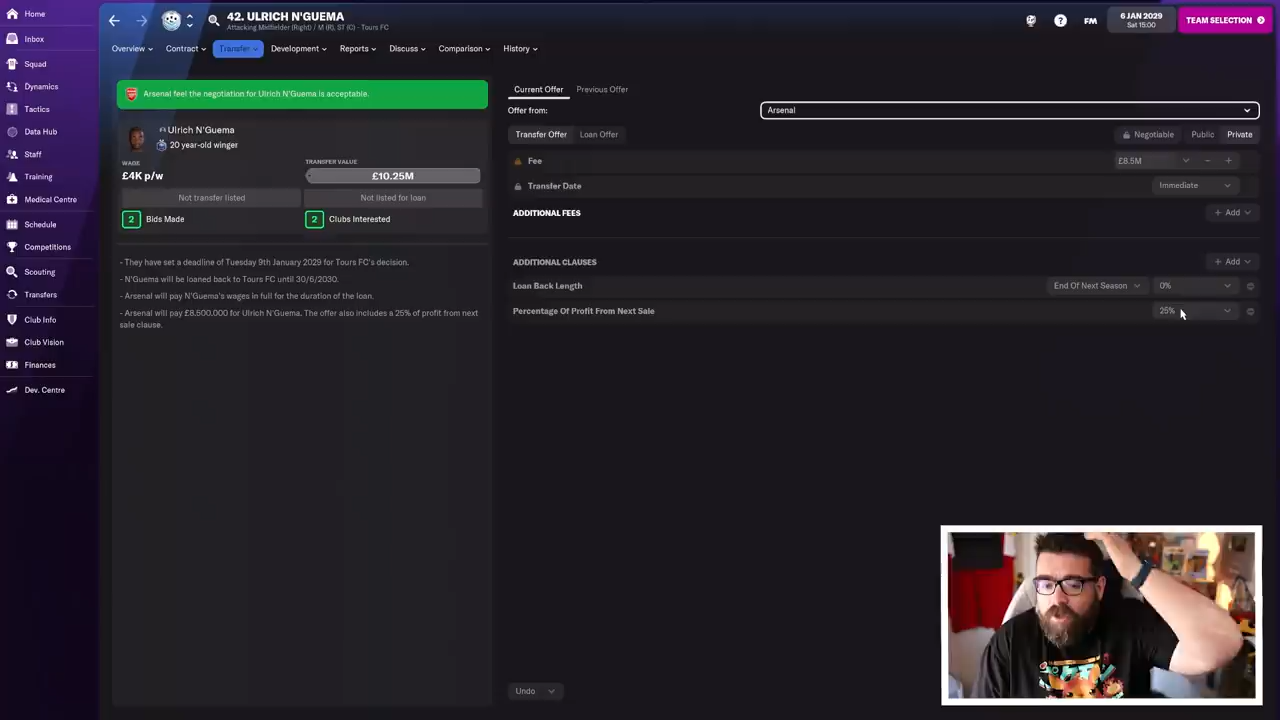 42. ULRICH N'GUEMA
Attacking Midfielder (Right) / M (R), ST (C) - Tours FC
FM
6 JAN 2029
Sat 15:00
TEAM SELECTION
Home
Inbox
Squad
Dynamics
Tactics
Data Hub
Staff
Training
Medical Centre
Schedule
Competitions
Scouting
Transfers
Club Info
Club Vision
Finances
Dev. Centre
Overview
Contract
Transfer
Development
Reports
Discuss
Comparison
History
Arsenal feel the negotiation for Ulrich N'Guema is acceptable.
Ulrich N'Guema
20 year-old winger
WAGE
£4K p/w
TRANSFER VALUE
£10.25M
Not transfer listed
Not listed for loan
2 Bids Made
2 Clubs Interested
- They have set a deadline of Tuesday 9th January 2029 for Tours FC's decision.
- N'Guema will be loaned back to Tours FC until 30/6/2030.
- Arsenal will pay N'Guema's wages in full for the duration of the loan.
- Arsenal will pay £8,500,000 for Ulrich N'Guema. The offer also includes a 25% of profit from next
sale clause.
Current Offer
Previous Offer
Offer from:
Arsenal
Transfer Offer
Loan Offer
Negotiable
Public
Private
Fee
£8.5M
Transfer Date
Immediate
ADDITIONAL FEES
+ Add
ADDITIONAL CLAUSES
+ Add
Loan Back Length
End Of Next Season
0%
Percentage Of Profit From Next Sale
25%
Undo